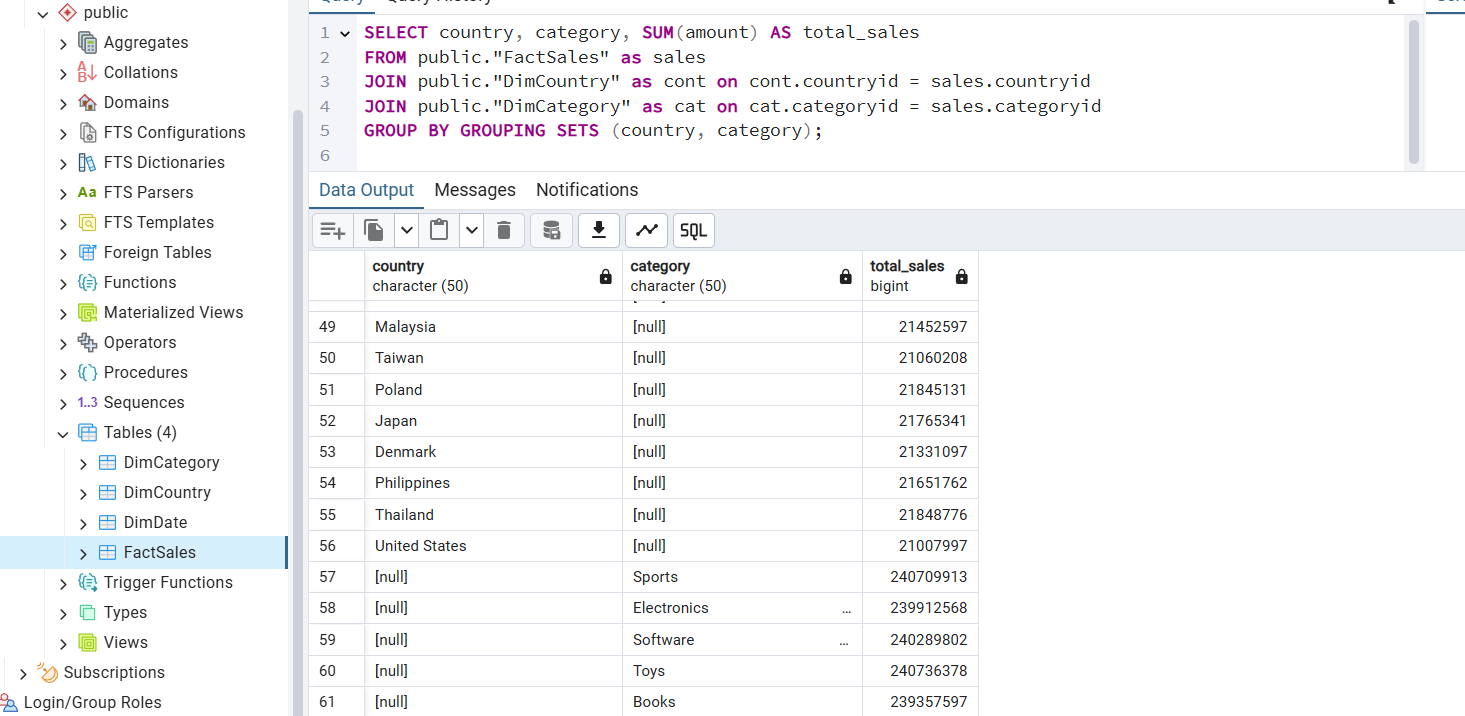 public
Aggregates
Collations
Domains
FTS Configurations
FTS Dictionaries
Aa FTS Parsers
FTS Templates
Foreign Tables
Functions
Materialized Views
Operators
Procedures
1..3 Sequences
Tables (4)
DimCategory
DimCountry
DimDate
FactSales
Trigger Functions
Types
Views
Subscriptions
Login/Group Roles
Query Query History
1 SELECT country, category, SUM(amount) AS total_sales
2 FROM public."FactSales" as sales
3 JOIN public."DimCountry" as cont on cont.countryid = sales.countryid
4 JOIN public."DimCategory" as cat on cat.categoryid = sales.categoryid
5 GROUP BY GROUPING SETS (country, category);
6
Data Output Messages Notifications
SQL
country category total_sales
character (50) character (50) bigint
49 Malaysia [null] 21452597
50 Taiwan [null] 21060208
51 Poland [null] 21845131
52 Japan [null] 21765341
53 Denmark [null] 21331097
54 Philippines [null] 21651762
55 Thailand [null] 21848776
56 United States [null] 21007997
57 [null] Sports 240709913
58 [null] Electronics ... 239912568
59 [null] Software ... 240289802
60 [null] Toys 240736378
61 [null] Books 239357597